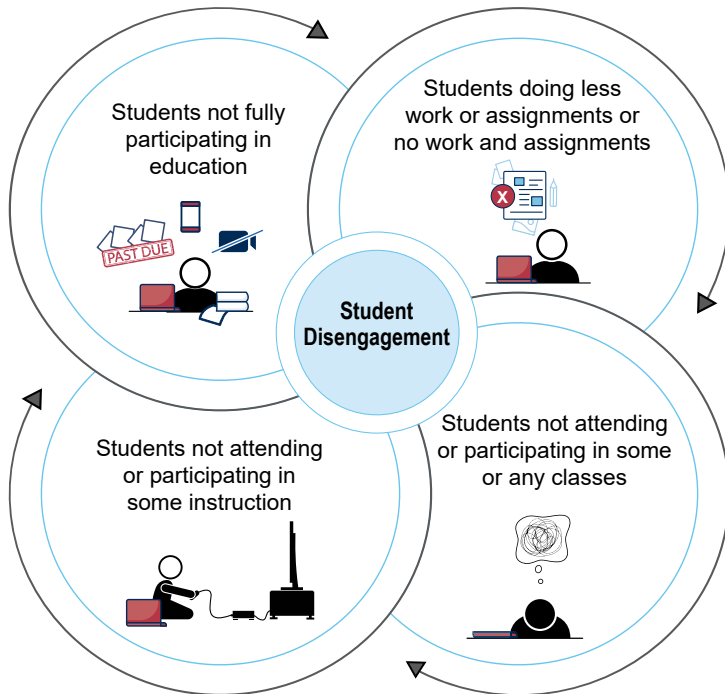 Students not fully
participating in
education
PAST DUE
Students doing less
work or assignments or
no work and assignments
X
Student
Disengagement
Students not attending
or participating in
some instruction
Students not attending
or participating in some
or any classes